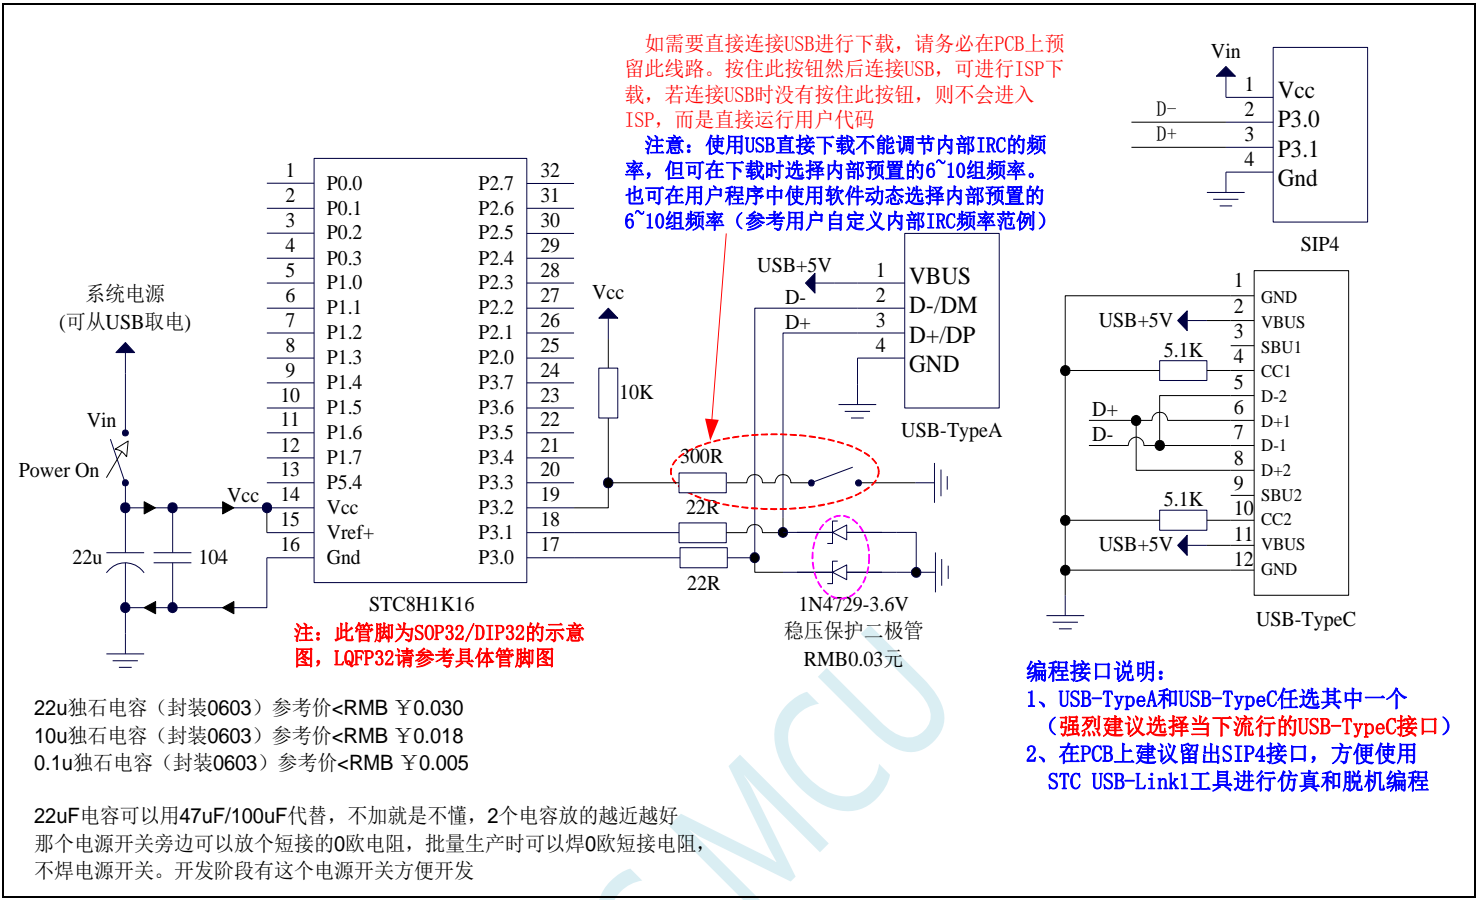 如需要直接连接USB进行下载，请务必在PCB上预
留此线路。按住此按钮然后连接USB，可进行ISP下
载，若连接USB时没有按住此按钮，则不会进入
ISP，而是直接运行用户代码
注意：使用USB直接下载不能调节内部IRC的频
率，但可在下载时选择内部预置的6~10组频率。
也可在用户程序中使用软件动态选择内部预置的
6~10组频率（参考用户自定义内部IRC频率范例）
Vin
1 Vcc
D- 2 P3.0
D+ 3 P3.1
4 Gnd
SIP4
1 P0.0
2 P0.1
3 P0.2
4 P0.3
5 P1.0
6 P1.1
7 P1.2
8 P1.3
9 P1.4
10 P1.5
11 P1.6
12 P1.7
13 P5.4
14 Vcc
15 Vref+
16 Gnd
P2.7 32
P2.6 31
P2.5 30
P2.4 29
P2.3 28
P2.2 27
P2.1 26
P2.0 25
P3.7 24
P3.6 23
P3.5 22
P3.4 21
P3.3 20
P3.2 19
P3.1 18
P3.0 17
STC8H1K16
注：此管脚为SOP32/DIP32的示意
图，LQFP32请参考具体管脚图
系统电源
(可从USB取电)
Vin
Power On
Vcc
22u
104
Vcc
10K
300R
22R
22R
USB+5V 1 VBUS
D- 2 D-/DM
D+ 3 D+/DP
4 GND
USB-TypeA
1N4729-3.6V
稳压保护二极管
RMB0.03元
1 GND
USB+5V 2 VBUS
3 SBU1
5.1K 4 CC1
5 D-2
D+ 6 D+1
D- 7 D-1
8 D+2
9 SBU2
5.1K 10 CC2
USB+5V 11 VBUS
12 GND
USB-TypeC
编程接口说明：
1、USB-TypeA和USB-TypeC任选其中一个
（强烈建议选择当下流行的USB-TypeC接口）
2、在PCB上建议留出SIP4接口，方便使用
STC USB-Link1工具进行仿真和脱机编程
22u独石电容（封装0603）参考价<RMB ￥0.030
10u独石电容（封装0603）参考价<RMB ￥0.018
0.1u独石电容（封装0603）参考价<RMB ￥0.005
22uF电容可以用47uF/100uF代替，不加就是不懂，2个电容放的越近越好
那个电源开关旁边可以放个短接的0欧电阻，批量生产时可以焊0欧短接电阻，
不焊电源开关。开发阶段有这个电源开关方便开发
MCU